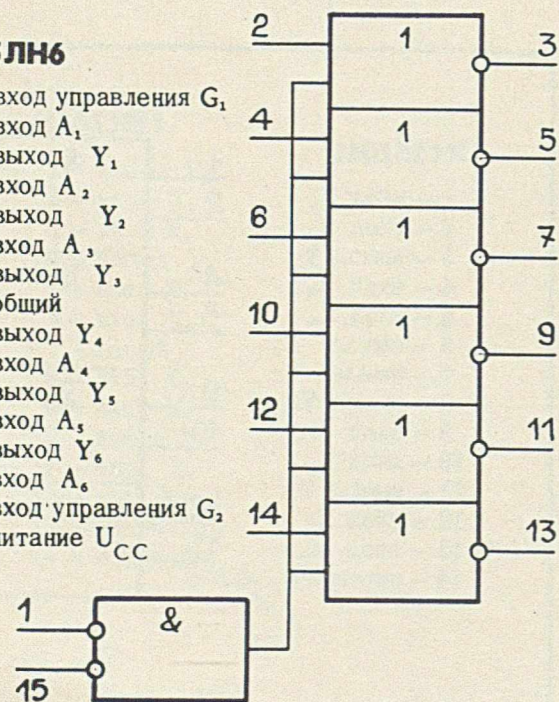 ЛН6
вход управления G₁
вход A₁
выход Y₁
вход A₂
выход Y₂
вход A₃
выход Y₃
общий
выход Y₄
вход A₄
выход Y₅
вход A₅
выход Y₆
вход A₆
вход управления G₂
питание U_CC
2
1
3
4
1
5
6
1
7
10
1
9
12
1
11
14
1
13
1
&
15